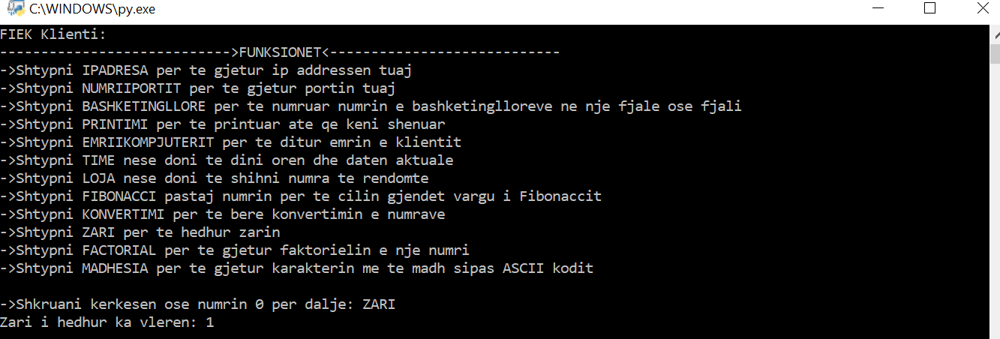 C:\WINDOWS\py.exe
FIEK Klienti:
---------------------------->FUNKSIONET<----------------------------
->Shtypni IPADRESA per te gjetur ip addressen tuaj
->Shtypni NUMRIIPORTIT per te gjetur portin tuaj
->Shtypni BASHKETINGLLORE per te numruar numrin e bashketinglloreve ne nje fjale ose fjali
->Shtypni PRINTIMI per te printuar ate qe keni shenuar
->Shtypni EMRIIKOMPJUTERIT per te ditur emrin e klientit
->Shtypni TIME nese doni te dini oren dhe daten aktuale
->Shtypni LOJA nese doni te shihni numra te rendomte
->Shtypni FIBONACCI pastaj numrin per te cilin gjendet vargu i Fibonaccit
->Shtypni KONVERTIMI per te bere konvertimin e numrave
->Shtypni ZARI per te hedhur zarin
->Shtypni FACTORIAL per te gjetur faktorielin e nje numri
->Shtypni MADHESIA per te gjetur karakterin me te madh sipas ASCII kodit
->Shkruani kerkesen ose numrin 0 per dalje: ZARI
Zari i hedhur ka vleren: 1